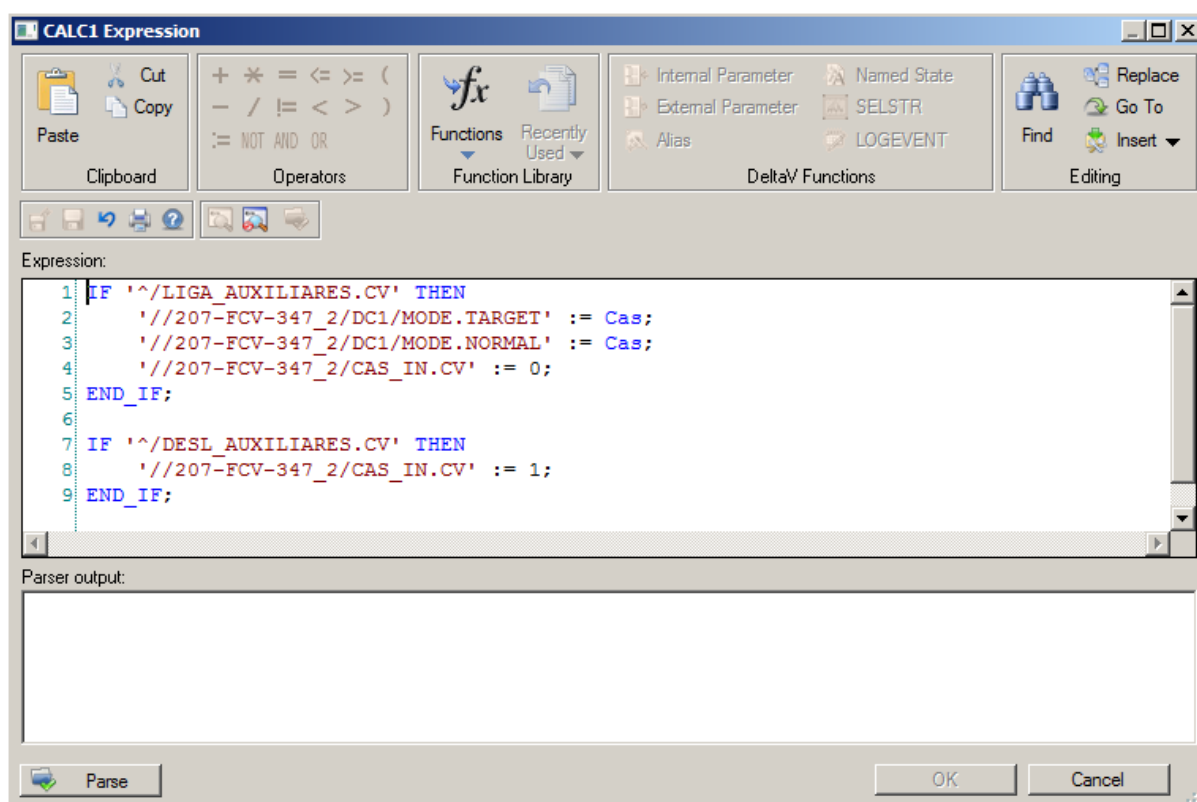 CALC1 Expression
Paste
Cut
Copy
Clipboard
+ * = <= >= (
- / != < > )
:= NOT AND OR
Operators
fx
Functions
Recently Used
Function Library
Internal Parameter
External Parameter
Alias
Named State
SELSTR
LOGEVENT
DeltaV Functions
Find
Replace
Go To
Insert
Editing
Expression:
1 IF '^/LIGA_AUXILIARES.CV' THEN
2 '//207-FCV-347_2/DC1/MODE.TARGET' := Cas;
3 '//207-FCV-347_2/DC1/MODE.NORMAL' := Cas;
4 '//207-FCV-347_2/CAS_IN.CV' := 0;
5 END_IF;
6
7 IF '^/DESL_AUXILIARES.CV' THEN
8 '//207-FCV-347_2/CAS_IN.CV' := 1;
9 END_IF;
Parser output:
Parse
OK
Cancel